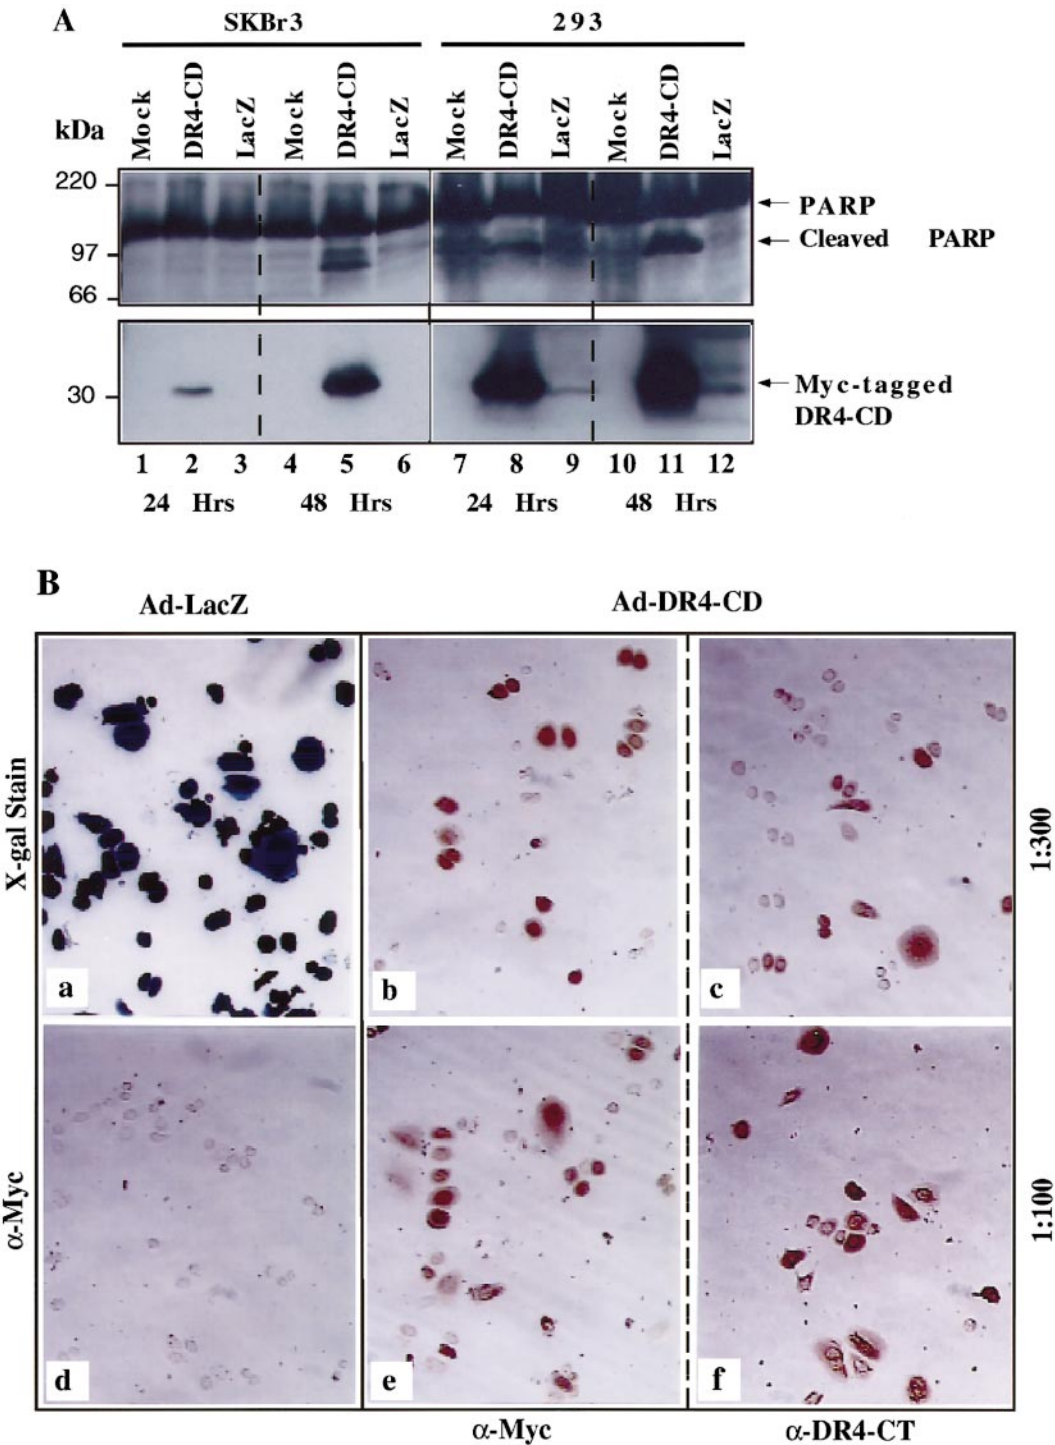 A
SKBr3 293
kDa Mock DR4-CD LacZ Mock DR4-CD LacZ Mock DR4-CD LacZ Mock DR4-CD LacZ
220
PARP
Cleaved PARP
97
66
30
Myc-tagged
DR4-CD
1 2 3 4 5 6 7 8 9 10 11 12
24 Hrs 48 Hrs 24 Hrs 48 Hrs
B
Ad-LacZ Ad-DR4-CD
X-gal Stain
a b c
1:300
α-Myc
d e f
1:100
α-Myc α-DR4-CT